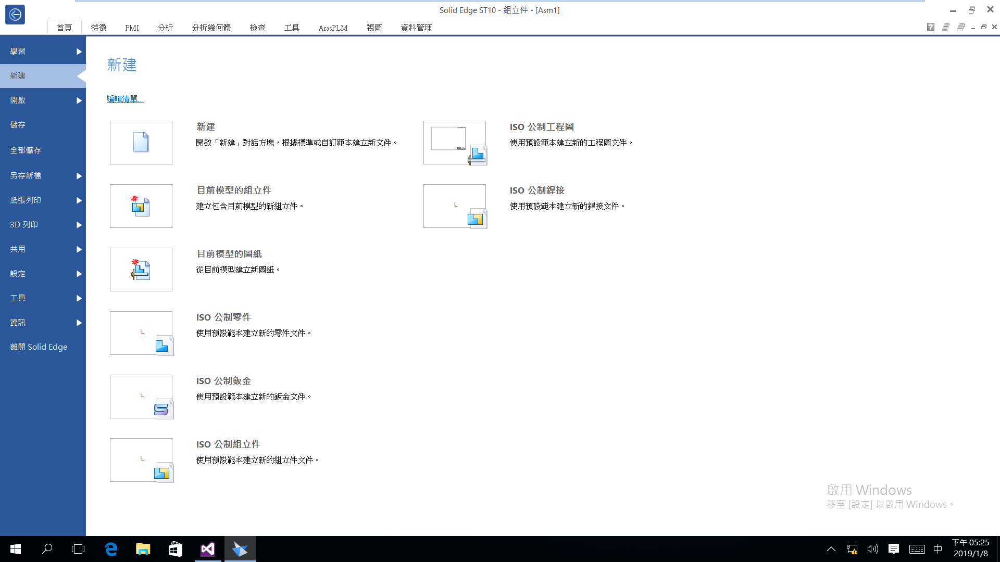 Solid Edge ST10 - 組立件 - [Asm1]
首頁 特徵 PMI 分析 分析幾何體 檢查 工具 ArasPLM 視圖 資料管理
學習
新建
開啟
儲存
全部儲存
另存新檔
紙張列印
3D 列印
共用
設定
工具
資訊
離開 Solid Edge
新建
編輯清單...
新建
開啟「新建」對話方塊，根據標準或自訂範本建立新文件。
目前模型的組立件
建立包含目前模型的新組立件。
目前模型的圖紙
從目前模型建立新圖紙。
ISO 公制零件
使用預設範本建立新的零件文件。
ISO 公制鈑金
使用預設範本建立新的鈑金文件。
ISO 公制組立件
使用預設範本建立新的組立件文件。
ISO 公制工程圖
使用預設範本建立新的工程圖文件。
ISO 公制銲接
使用預設範本建立新的銲接文件。
啟用 Windows
移至 [設定] 以啟用 Windows。
中
下午 05:25
2019/1/8